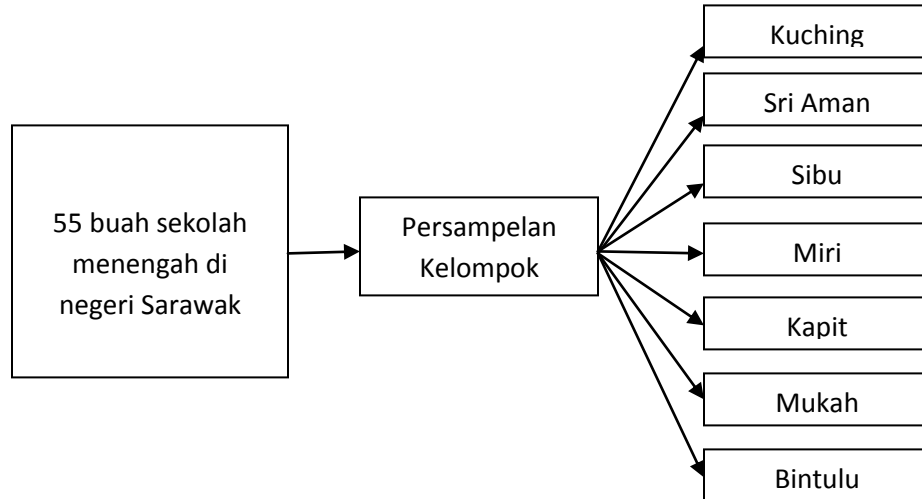 55 buah sekolah
menengah di
negeri Sarawak
Persampelan
Kelompok
Kuching
Sri Aman
Sibu
Miri
Kapit
Mukah
Bintulu